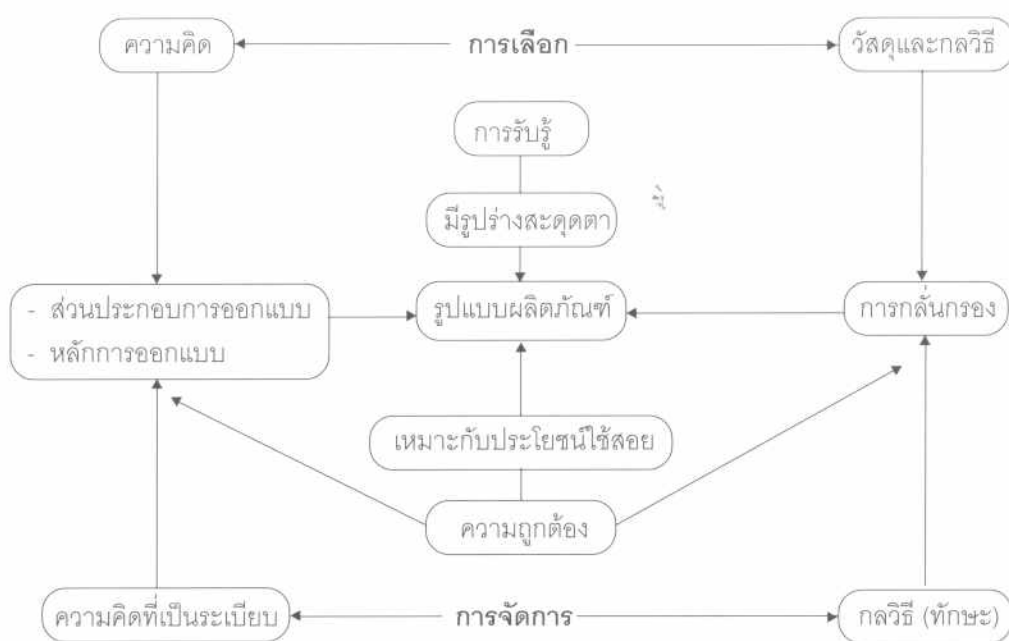 ความคิด
การเลือก
วัสดุและกลวิธี
การรับรู้
มีรูปร่างสะดุดตา
- ส่วนประกอบการออกแบบ
- หลักการออกแบบ
รูปแบบผลิตภัณฑ์
การกลั่นกรอง
เหมาะกับประโยชน์ใช้สอย
ความถูกต้อง
ความคิดที่เป็นระเบียบ
การจัดการ
กลวิธี (ทักษะ)